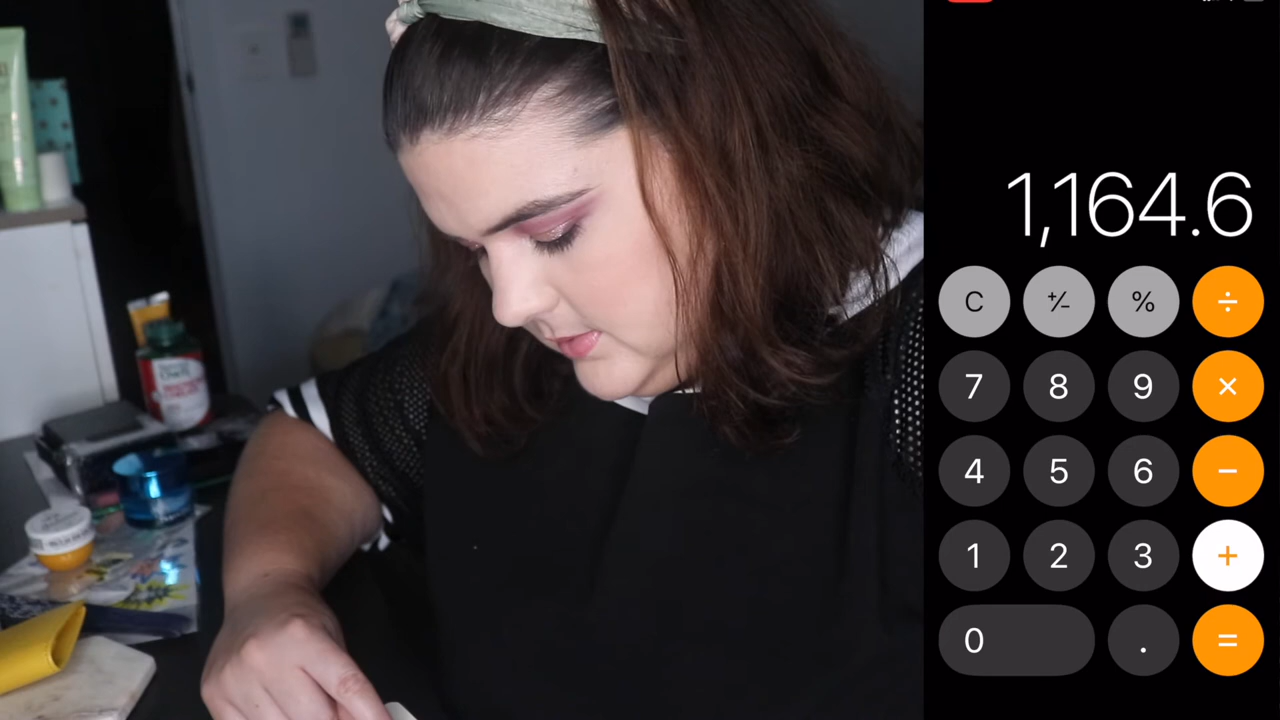 1,164.6
C +/- % ÷
7 8 9 ×
4 5 6 −
1 2 3 +
0 . =